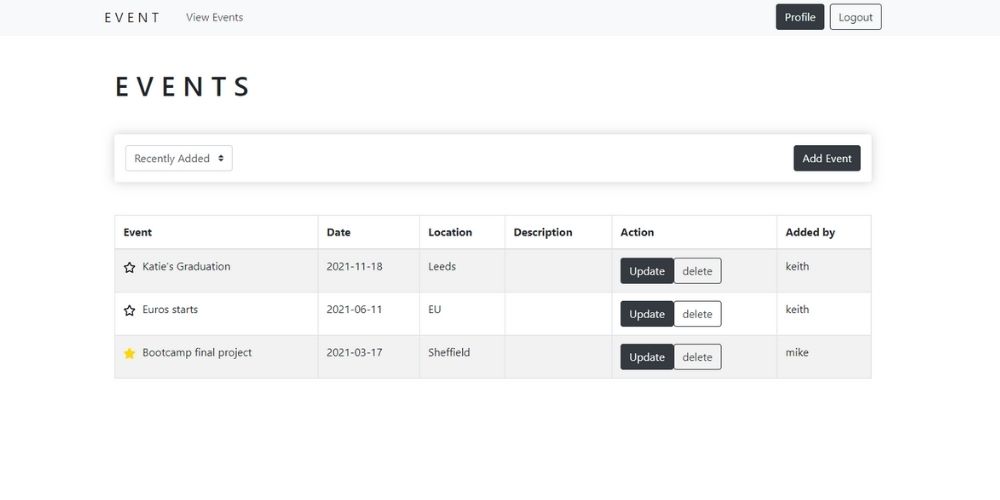 EVENT View Events Profile Logout
EVENTS
Recently Added Add Event
Event Date Location Description Action Added by
Katie's Graduation 2021-11-18 Leeds Update delete keith
Euros starts 2021-06-11 EU Update delete keith
Bootcamp final project 2021-03-17 Sheffield Update delete mike